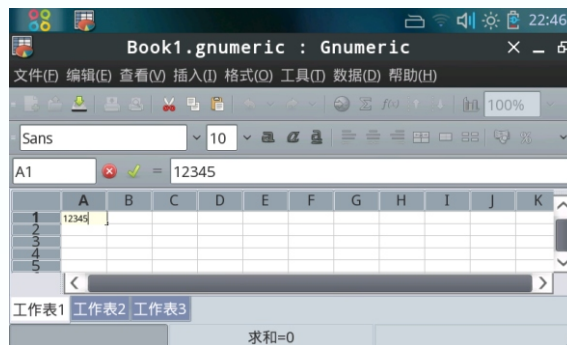 22:46
Book1.gnumeric : Gnumeric
文件(F) 编辑(E) 查看(V) 插入(I) 格式(O) 工具(T) 数据(D) 帮助(H)
f(x) 100%
Sans 10 a a a
A1 = 12345
A B C D E F G H I J K
1 12345
2
3
4
5
工作表1 工作表2 工作表3
求和=0